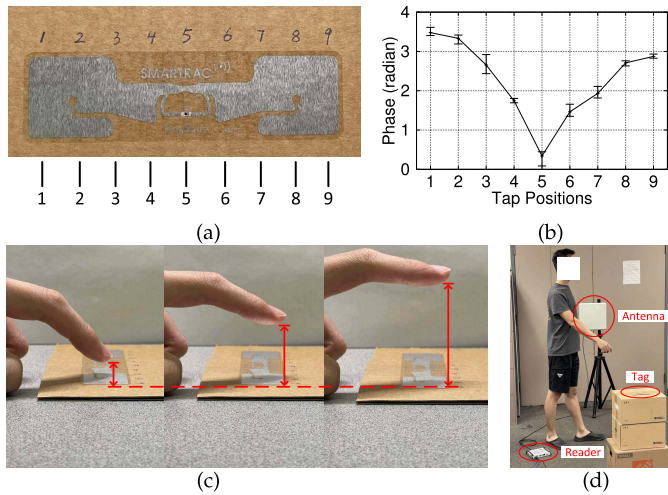 1 2 3 4 5 6 7 8 9
SMARTRAC
1 2 3 4 5 6 7 8 9
(a)
4
3
2
1
0
Phase (radian)
1 2 3 4 5 6 7 8 9
Tap Positions
(b)
(c)
Antenna
Tag
Reader
(d)